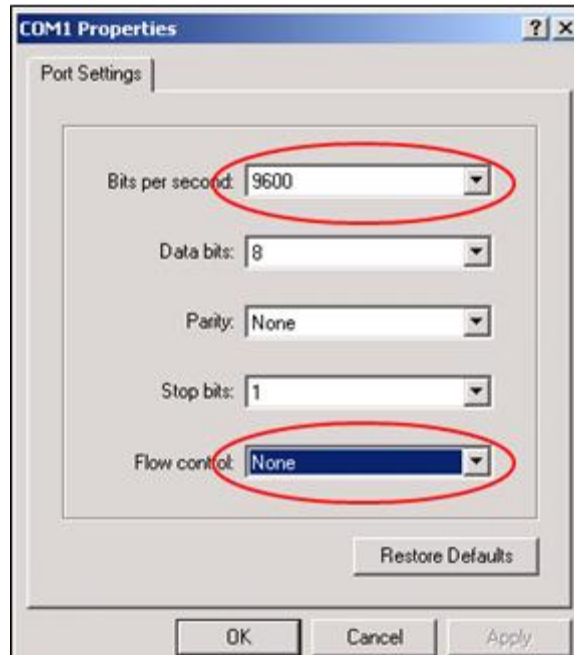 COM1 Properties
Port Settings
Bits per second: 9600
Data bits: 8
Parity: None
Stop bits: 1
Flow control: None
Restore Defaults
OK Cancel Apply